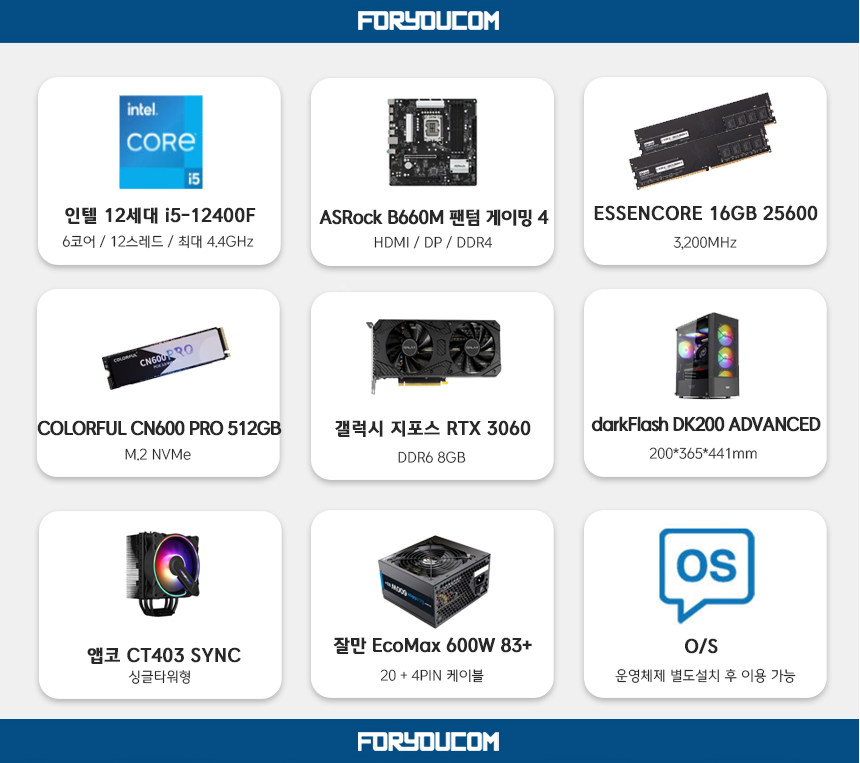 FORYOUCOM
intel.
CORE
i5
인텔 12세대 i5-12400F
6코어 / 12스레드 / 최대 4.4GHz
ASRock B660M 팬텀 게이밍 4
HDMI / DP / DDR4
ESSENCORE 16GB 25600
3,200MHz
COLORFUL
CN600 PRO
COLORFUL CN600 PRO 512GB
M.2 NVMe
갤럭시 지포스 RTX 3060
DDR6 8GB
darkFlash DK200 ADVANCED
200*365*441mm
앱코 CT403 SYNC
싱글타워형
600W
잘만 EcoMax 600W 83+
20 + 4PIN 케이블
OS
O/S
운영체제 별도설치 후 이용 가능
FORYOUCOM